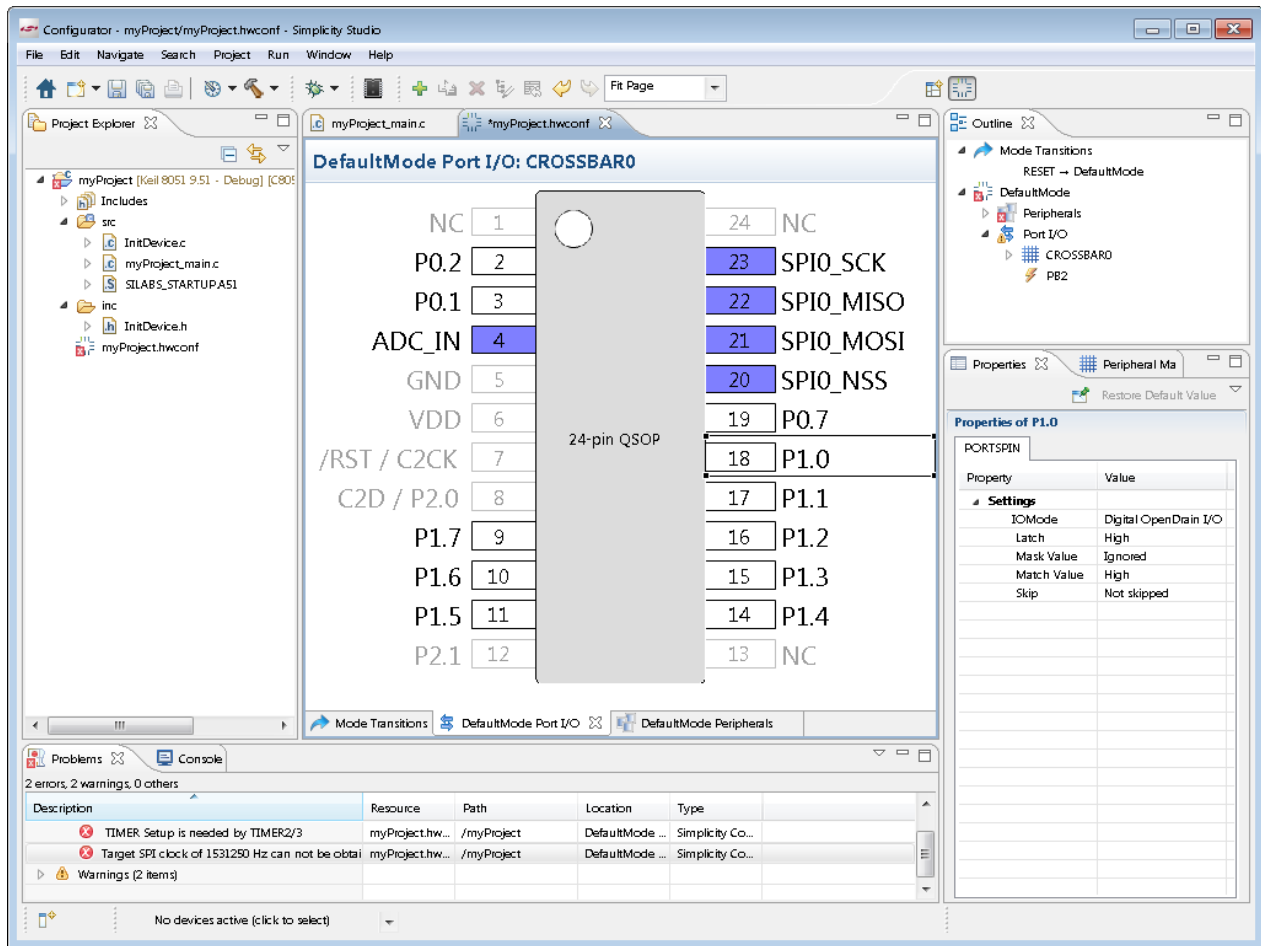 Configurator - myProject/myProject.hwconf - Simplicity Studio
File Edit Navigate Search Project Run Window Help
Fit Page
Project Explorer
myProject [Keil 8051 9.51 - Debug] [C805
Includes
src
InitDevice.c
myProject_main.c
SILABS_STARTUP.A51
inc
InitDevice.h
myProject.hwconf
myProject_main.c
*myProject.hwconf
DefaultMode Port I/O: CROSSBAR0
NC 1
P0.2 2
P0.1 3
ADC_IN 4
GND 5
VDD 6
/RST / C2CK 7
C2D / P2.0 8
P1.7 9
P1.6 10
P1.5 11
P2.1 12
24-pin QSOP
24 NC
23 SPI0_SCK
22 SPI0_MISO
21 SPI0_MOSI
20 SPI0_NSS
19 P0.7
18 P1.0
17 P1.1
16 P1.2
15 P1.3
14 P1.4
13 NC
Mode Transitions
DefaultMode Port I/O
DefaultMode Peripherals
Outline
Mode Transitions
RESET → DefaultMode
DefaultMode
Peripherals
Port I/O
CROSSBAR0
PB2
Properties
Peripheral Ma
Restore Default Value
Properties of P1.0
PORTSPIN
Property Value
Settings
IOMode Digital OpenDrain I/O
Latch High
Mask Value Ignored
Match Value High
Skip Not skipped
Problems
Console
2 errors, 2 warnings, 0 others
Description Resource Path Location Type
TIMER Setup is needed by TIMER2/3 myProject.hw... /myProject DefaultMode ... Simplicity Co...
Target SPI clock of 1531250 Hz can not be obtai myProject.hw... /myProject DefaultMode ... Simplicity Co...
Warnings (2 items)
No devices active (click to select)